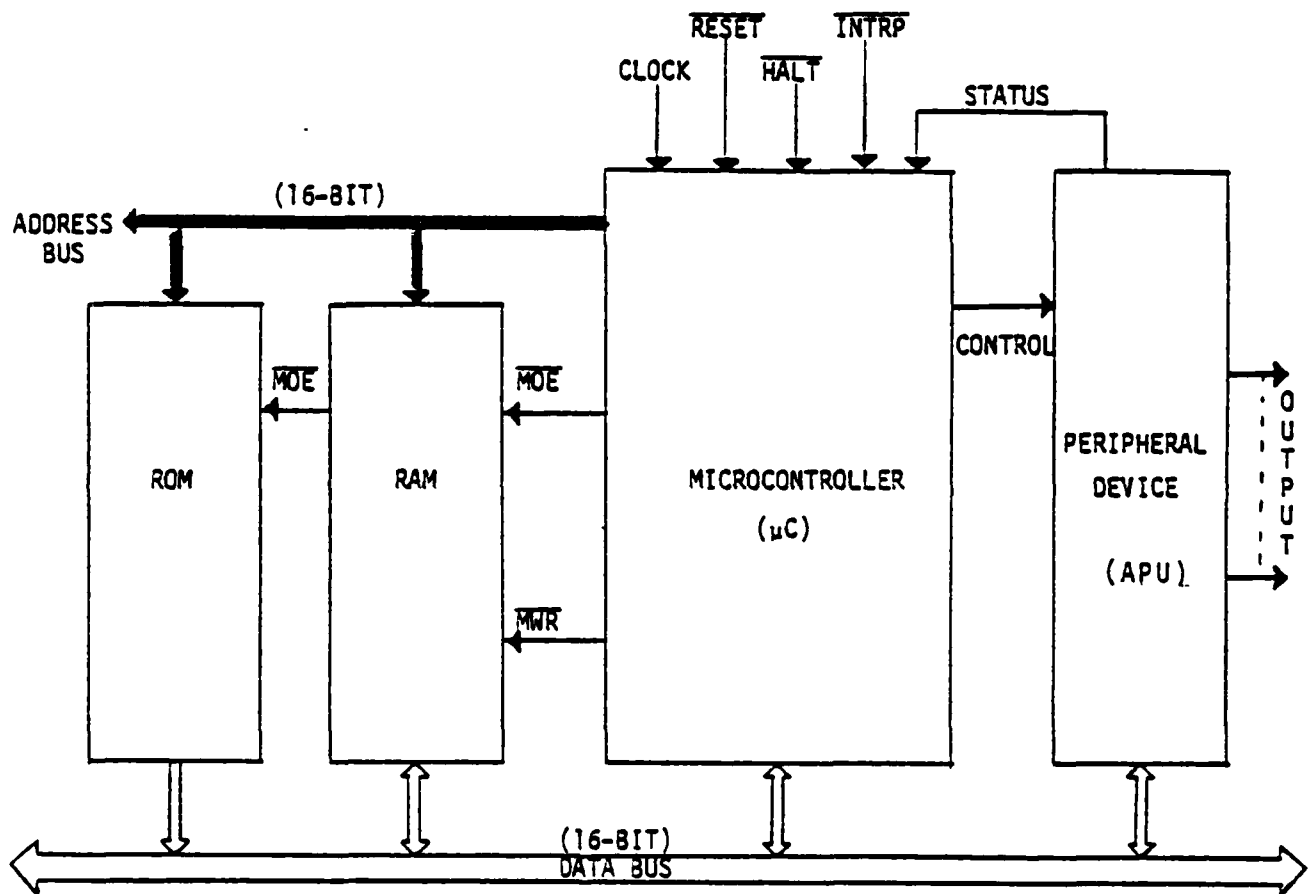 RESET
INTRP
CLOCK
HALT
STATUS
(16-BIT)
ADDRESS
BUS
CONTROL
MOE
MOE
ROM
RAM
MICROCONTROLLER
(μC)
PERIPHERAL
DEVICE
(APU)
OUTPUT
MWR
(16-BIT)
DATA BUS